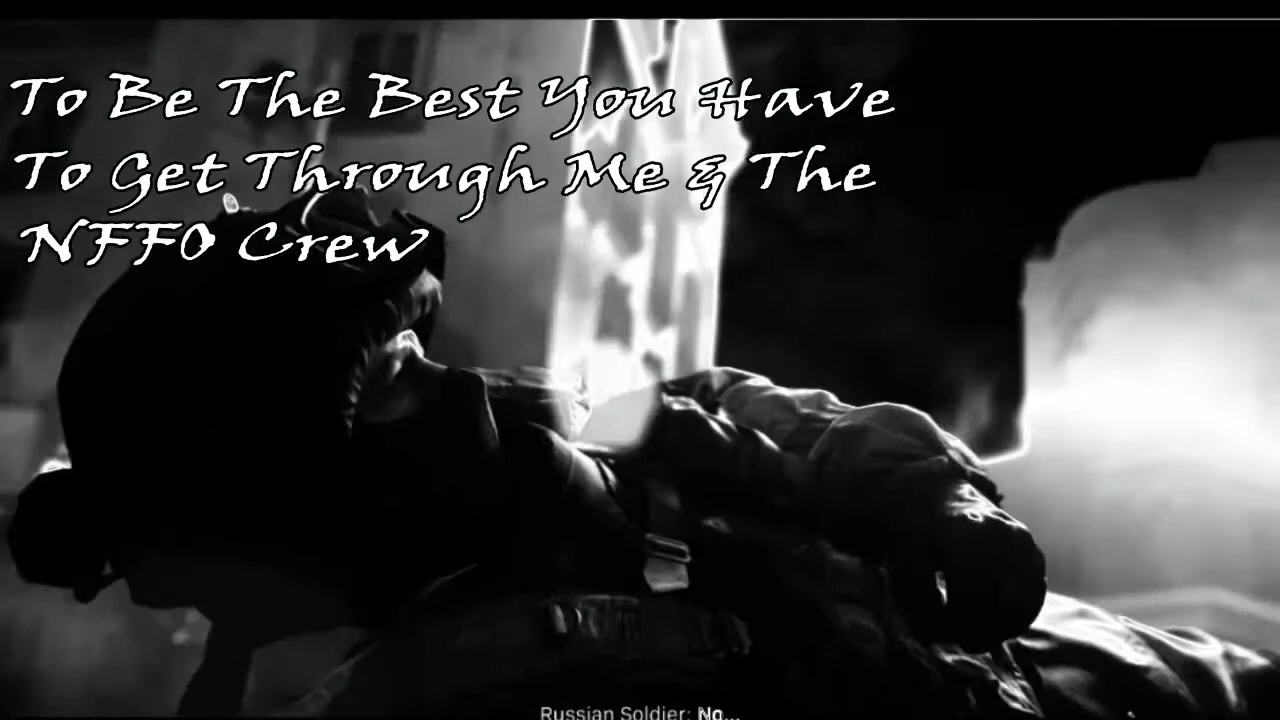 To Be The Best You Have
To Get Through Me & The
NFFO Crew
Russian Soldier: No...